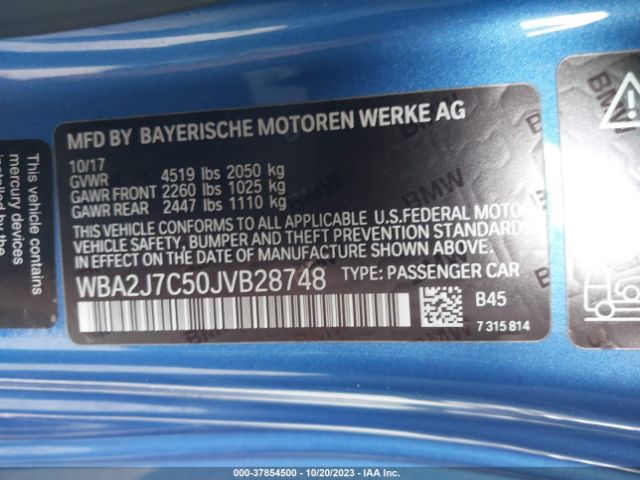 This vehicle
mercury devices
installed by the
MFD BY BAYERISCHE MOTOREN WERKE AG
10/17
GVWR 4519 lbs 2050 kg
GAWR FRONT 2260 lbs 1025 kg
GAWR REAR 2447 lbs 1110 kg
THIS VEHICLE CONFORMS TO ALL APPLICABLE U.S.FEDERAL MOTOR
VEHICLE SAFETY, BUMPER AND THEFT PREVENTION STANDARDS
IN EFFECT ON THE DATE OF MANUFACTURE SHOWN ABOVE.
WBA2J7C50JVB28748 TYPE: PASSENGER CAR
B45
7 315 814
BMW
BMW
BMW
000-37854500 - 10/20/2023 - IAA Inc.